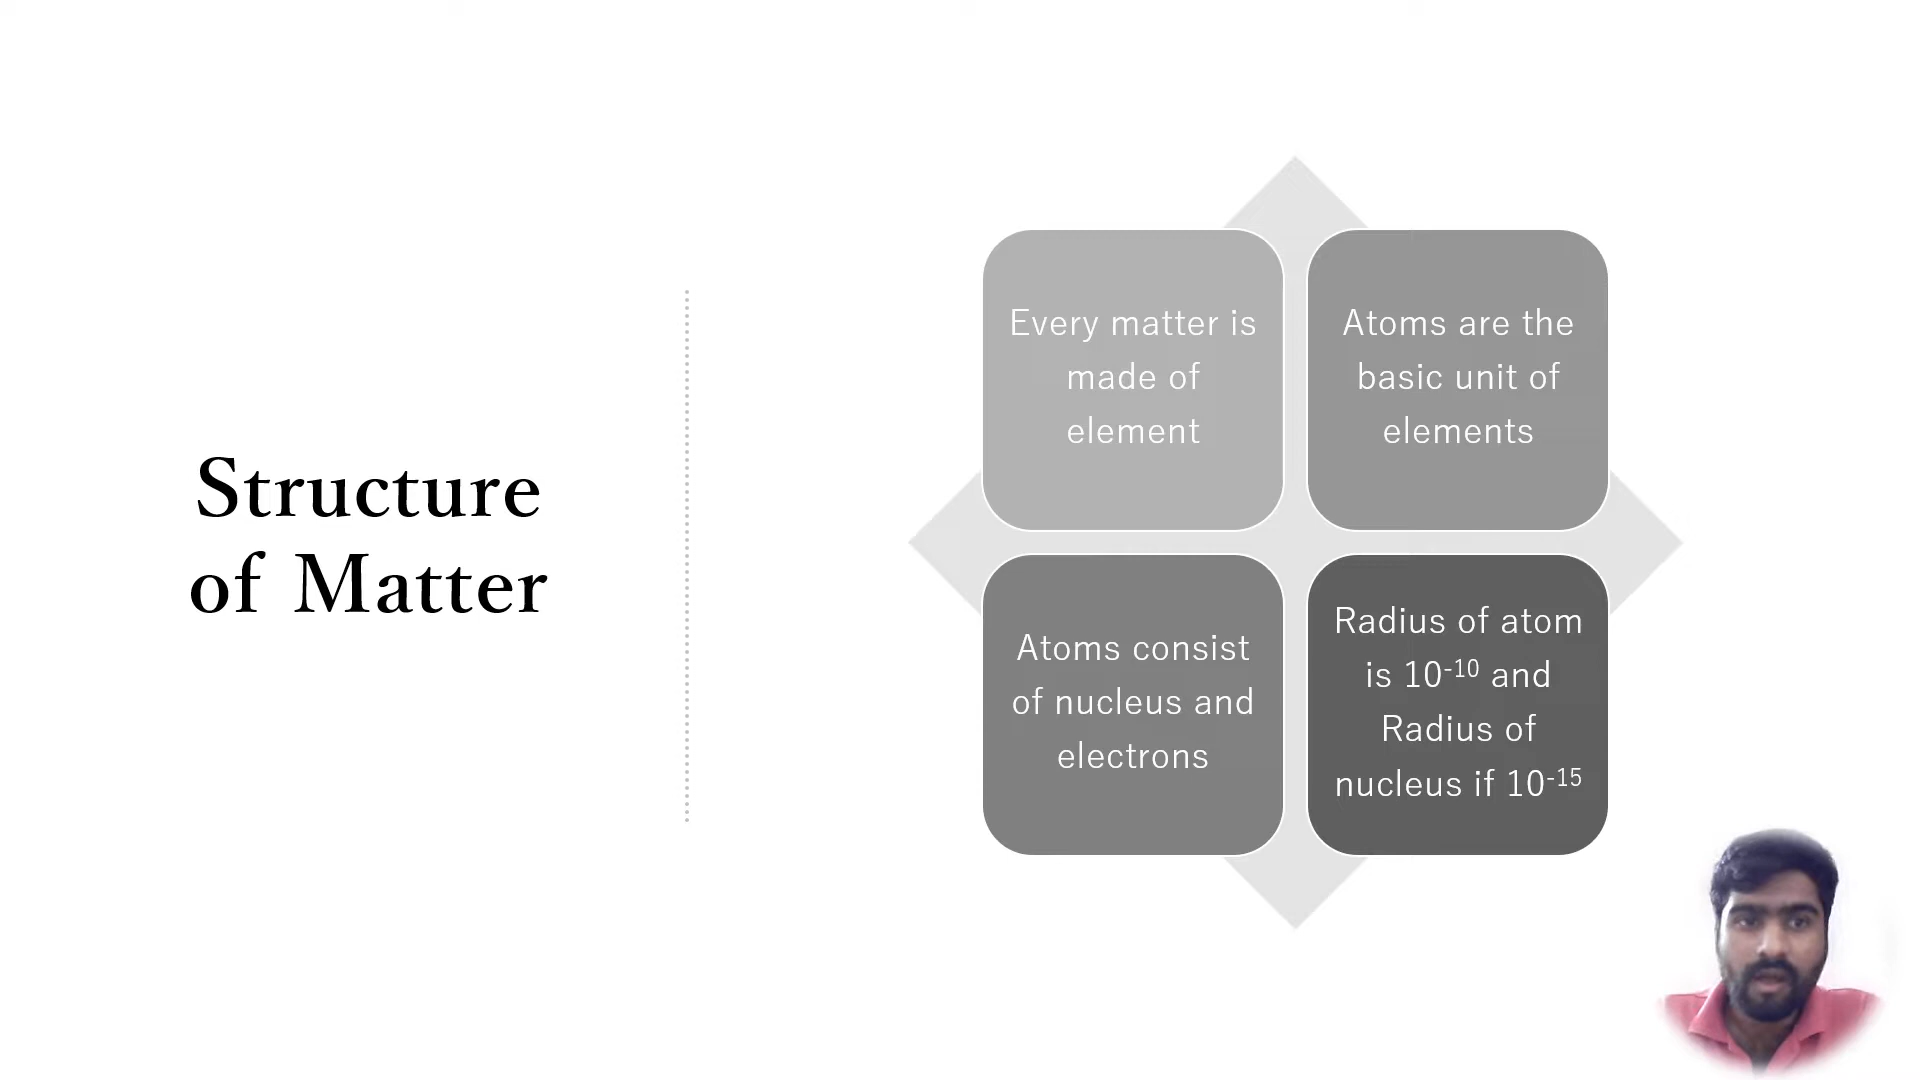 Structure
of Matter
Every matter is
made of
element
Atoms are the
basic unit of
elements
Atoms consist
of nucleus and
electrons
Radius of atom
is 10⁻¹⁰ and
Radius of
nucleus if 10⁻¹⁵